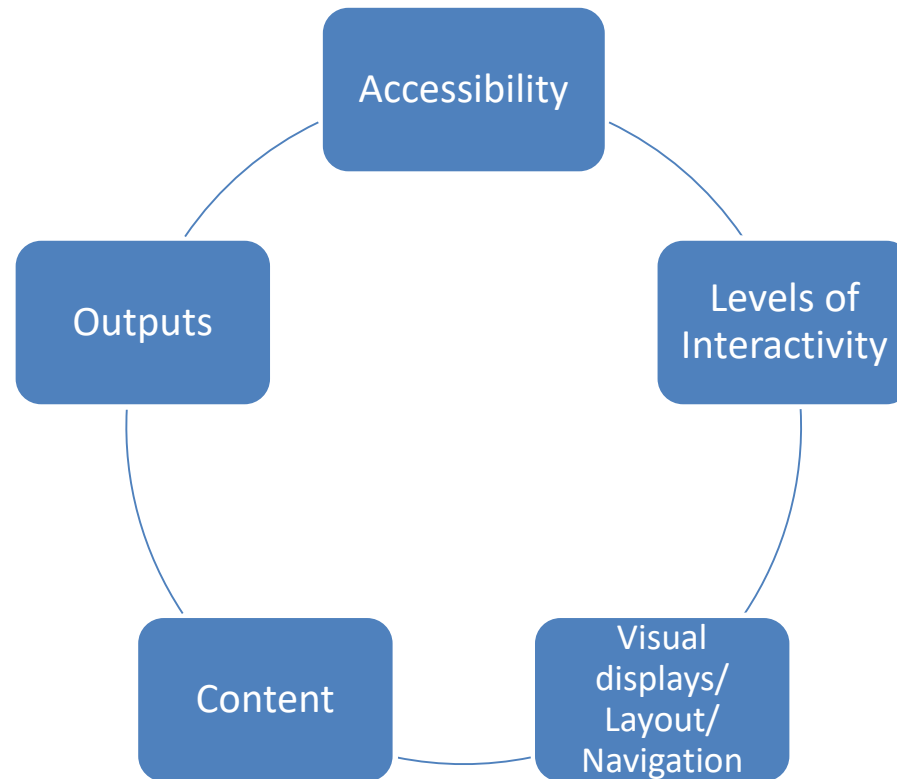 Accessibility
Levels of
Interactivity
Visual
displays/
Layout/
Navigation
Content
Outputs